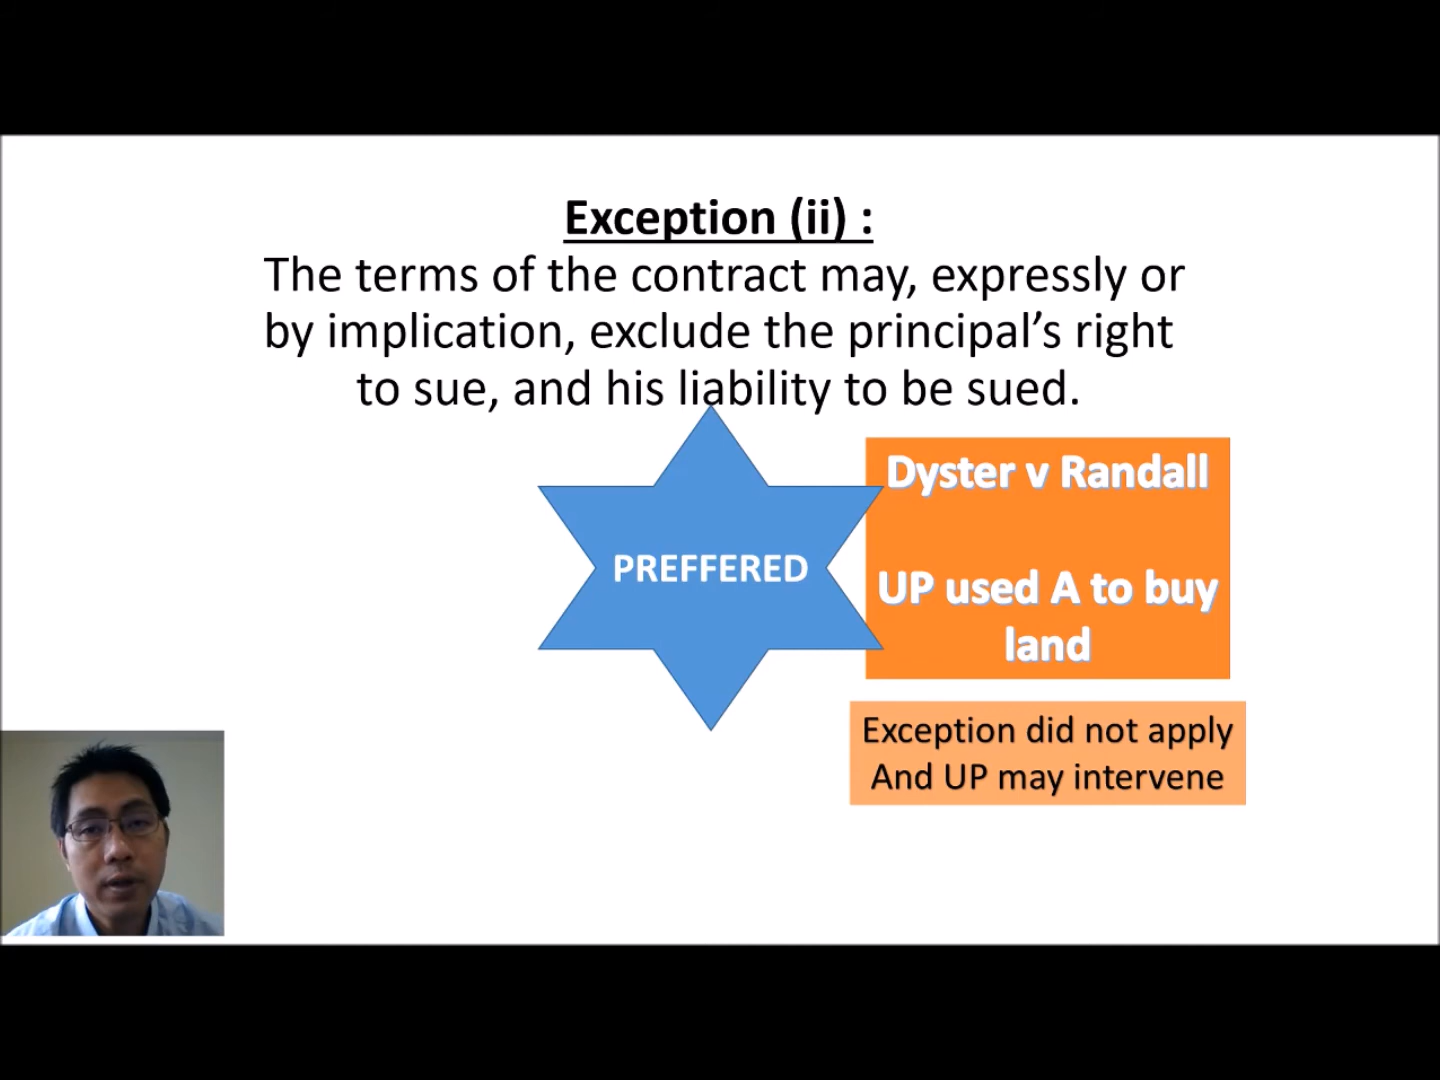 Exception (ii) :
The terms of the contract may, expressly or
by implication, exclude the principal’s right
to sue, and his liability to be sued.
PREFFERED
Dyster v Randall
UP used A to buy
land
Exception did not apply
And UP may intervene